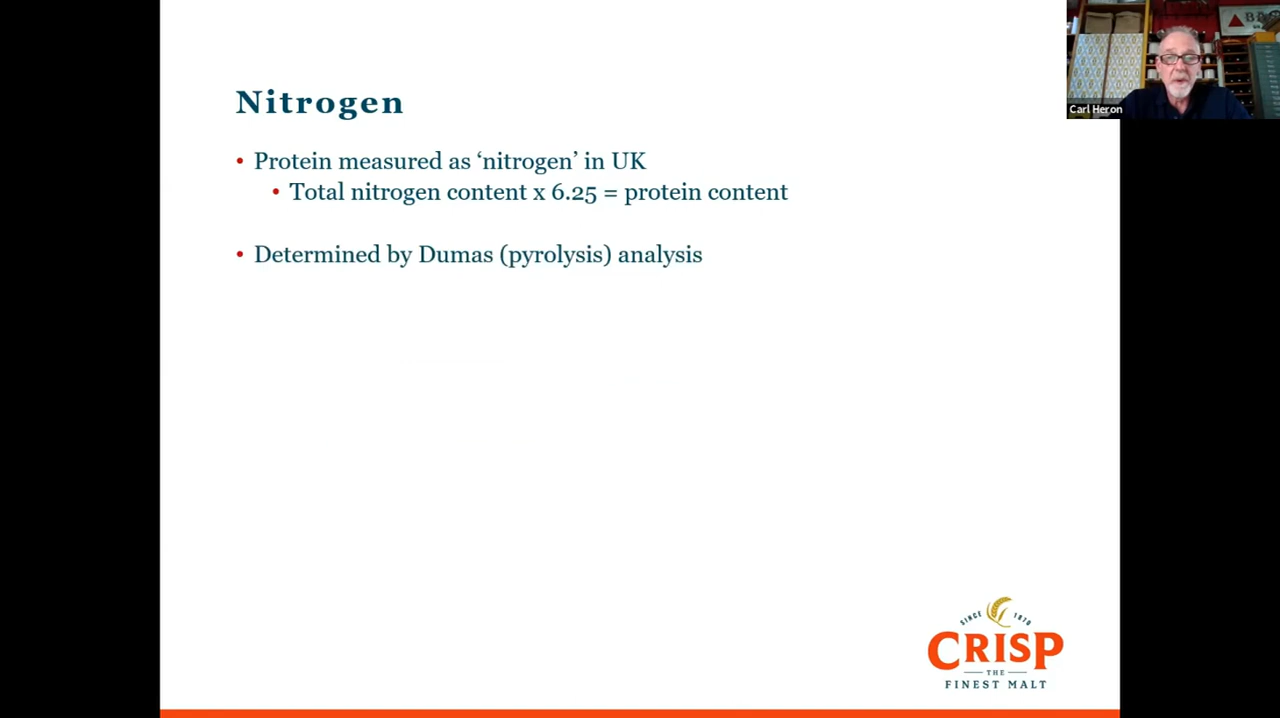 Nitrogen
• Protein measured as ‘nitrogen’ in UK
• Total nitrogen content x 6.25 = protein content
• Determined by Dumas (pyrolysis) analysis
Carl Heron
SINCE 1870
CRISP
THE
FINEST MALT